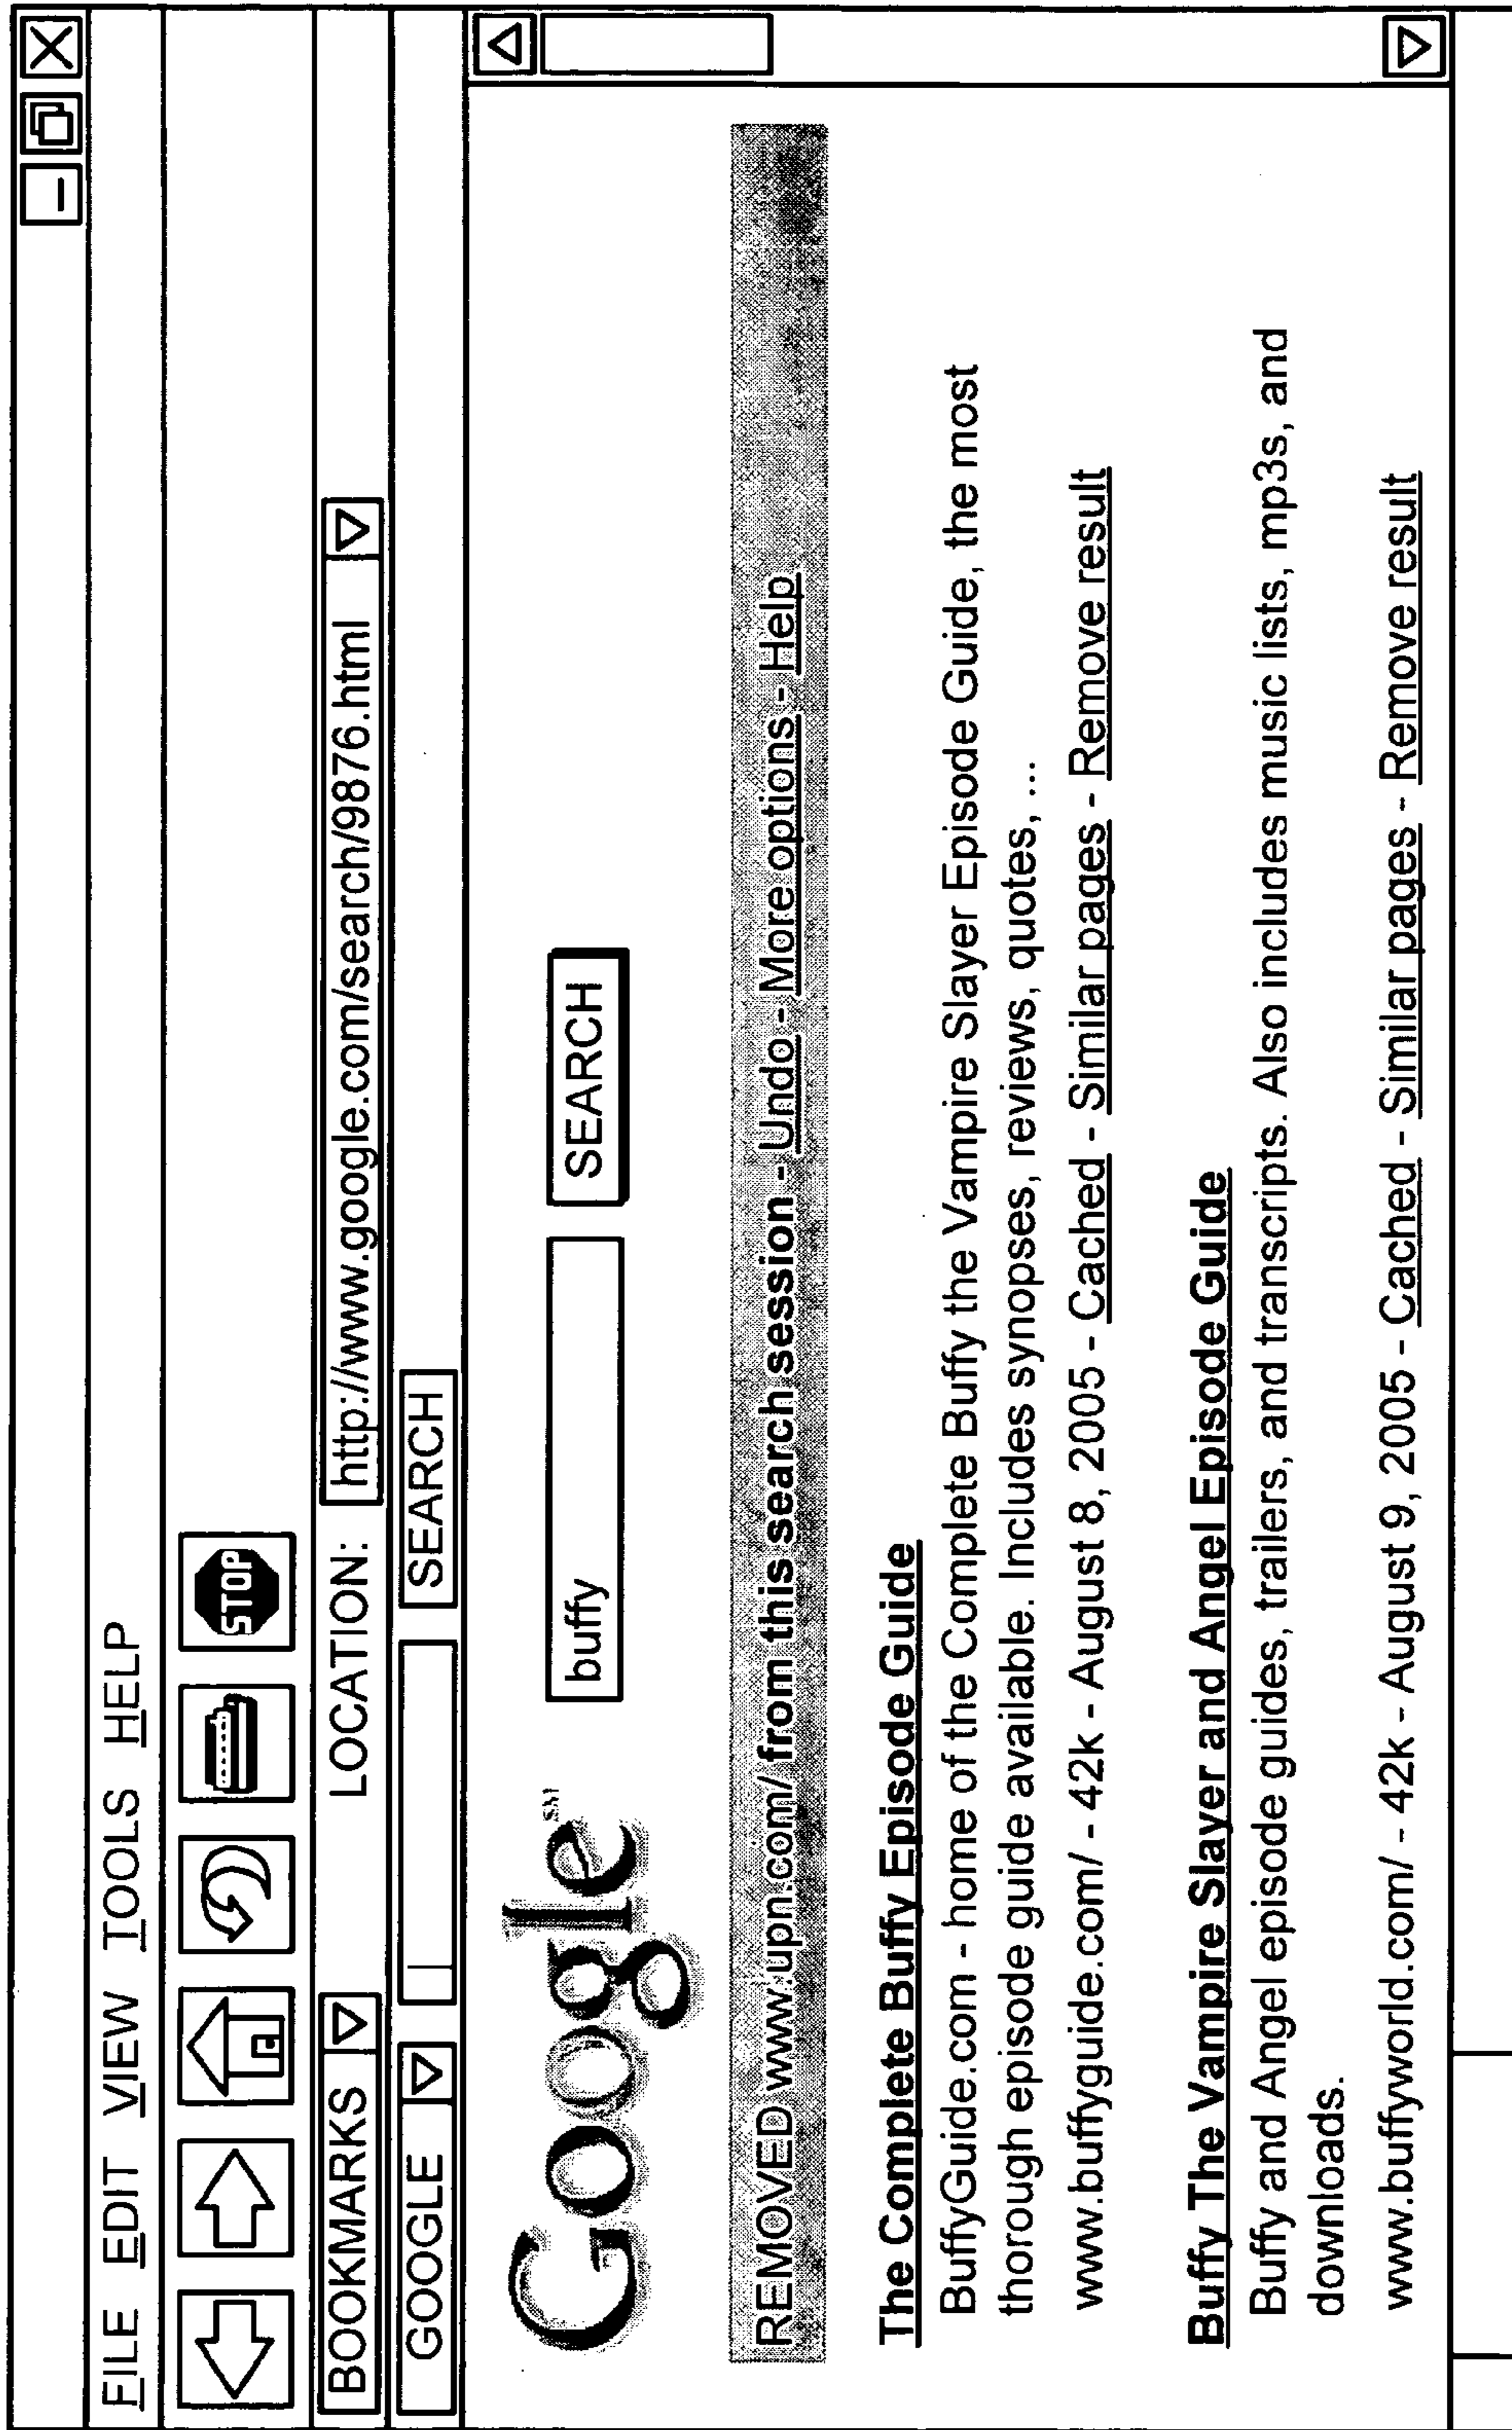 FILE EDIT VIEW TOOLS HELP
STOP
BOOKMARKS LOCATION: http://www.google.com/search/9876.html
GOOGLE SEARCH
Google SM buffy SEARCH
REMOVED www.upn.com/ from this search session - Undo - More options - Help
The Complete Buffy Episode Guide
BuffyGuide.com - home of the Complete Buffy the Vampire Slayer Episode Guide, the most
thorough episode guide available. Includes synopses, reviews, quotes, ...
www.buffyguide.com/ - 42k - August 8, 2005 - Cached - Similar pages - Remove result
Buffy The Vampire Slayer and Angel Episode Guide
Buffy and Angel episode guides, trailers, and transcripts. Also includes music lists, mp3s, and
downloads.
www.buffyworld.com/ - 42k - August 9, 2005 - Cached - Similar pages - Remove result